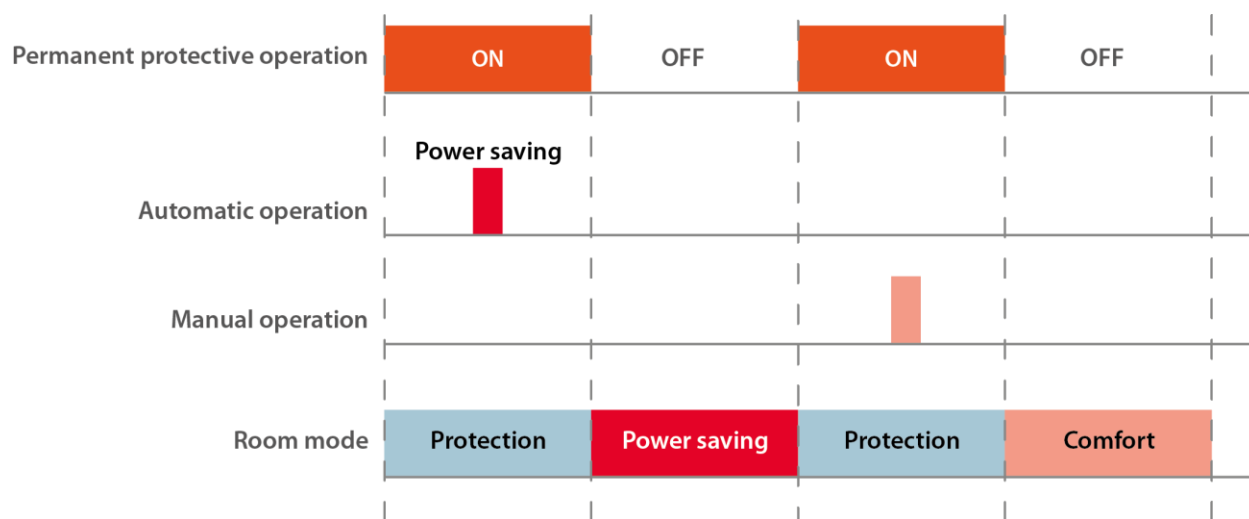 Permanent protective operation ON OFF ON OFF
Power saving
Automatic operation
Manual operation
Room mode Protection Power saving Protection Comfort